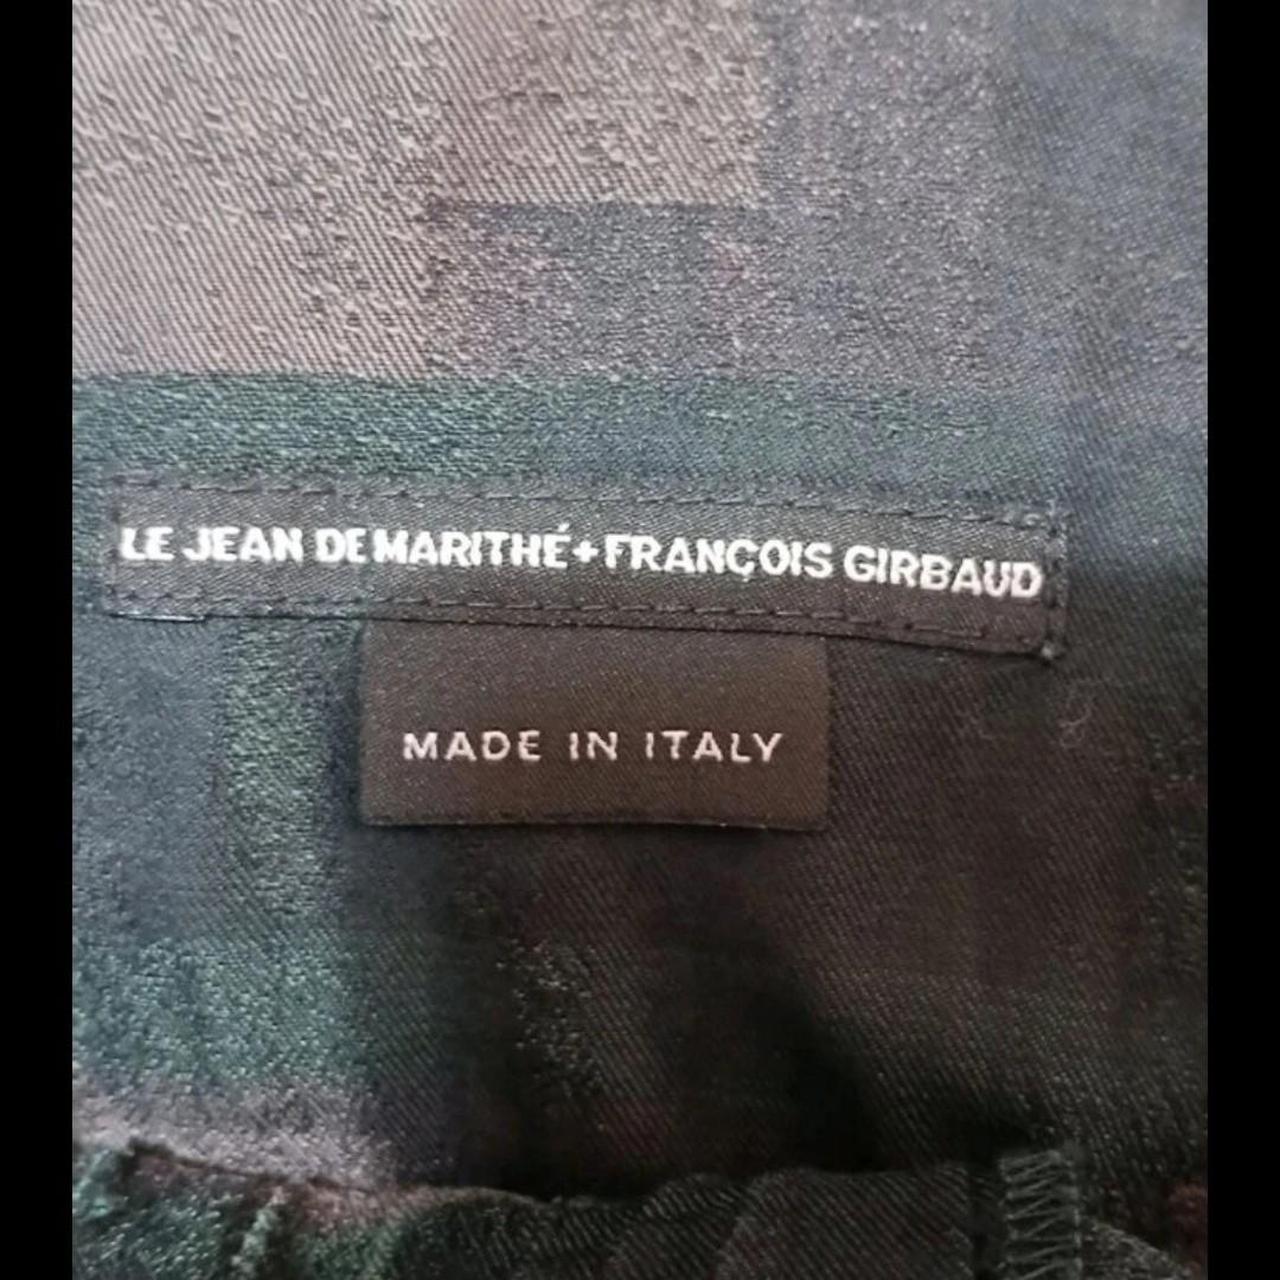 LE JEAN DE MARITHÉ+FRANÇOIS GIRBAUD
MADE IN ITALY